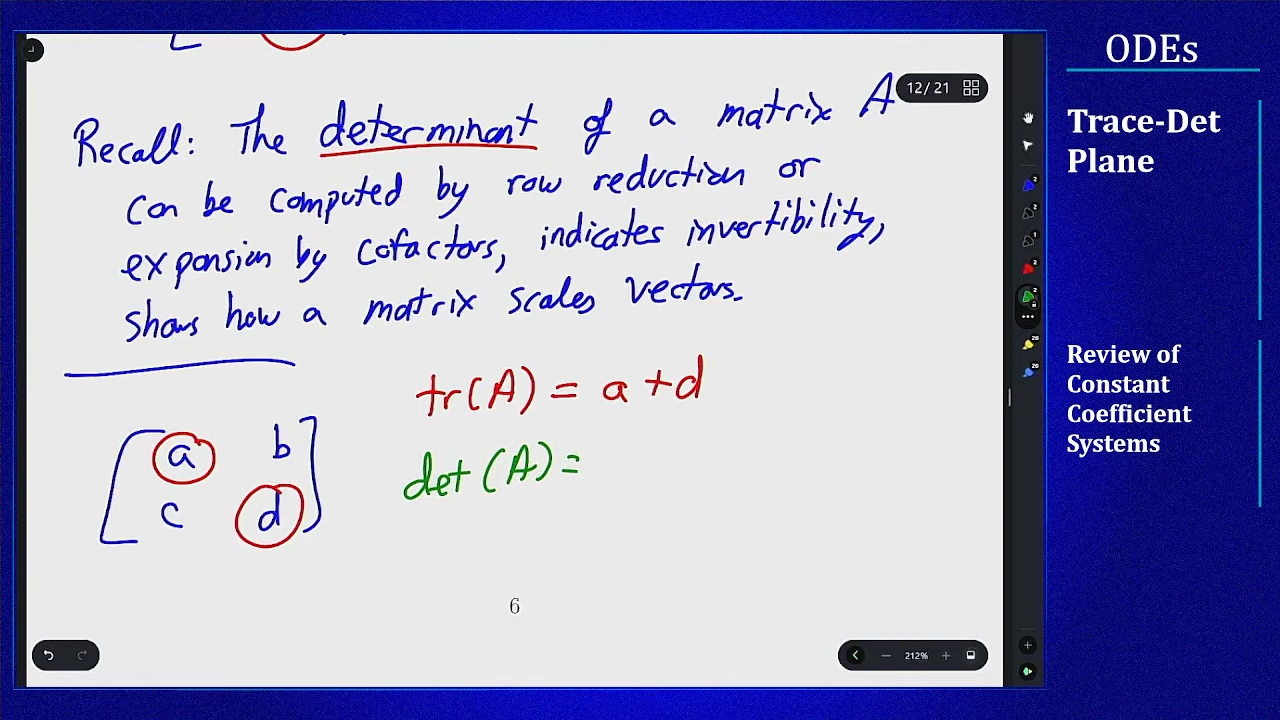 ODEs
Trace-Det
Plane
Review of
Constant
Coefficient
Systems
12/ 21
Recall: The determinant of a matrix A
can be computed by row reduction or
expansion by cofactors, indicates invertibility,
shows how a matrix scales vectors.
tr(A) = a + d
a b
det (A) =
c d
6
212%